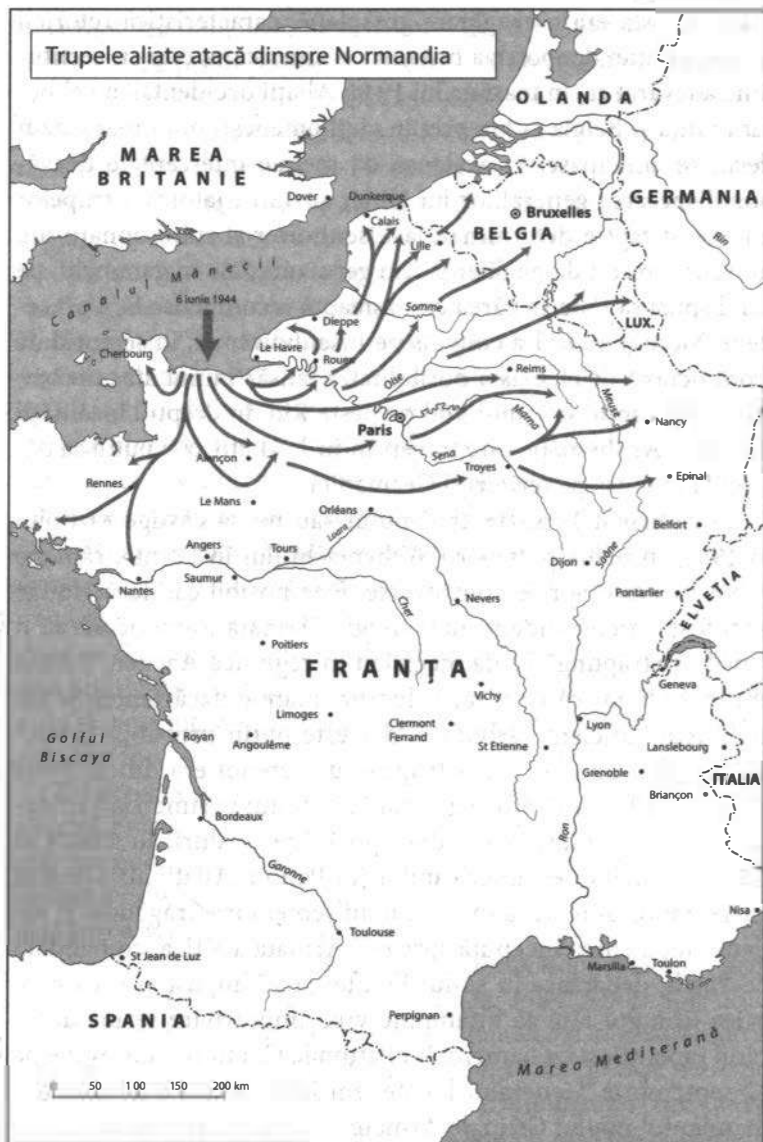 Trupele aliate atacă dinspre Normandia
OLANDA
MAREA
BRITANIE
GERMANIA
Dover
Dunkerque
Calais
Bruxelles
BELGIA
Lille
Rin
Canalul Mânecii
6 iunie 1944
Somme
Dieppe
LUX.
Cherbourg
Le Havre
Rouen
Oise
Reims
Meuse
Marna
Paris
Nancy
Sena
Alençon
Troyes
Epinal
Rennes
Le Mans
Orléans
Loara
Belfort
Angers
Tours
Dijon
Saône
Nantes
Saumur
Nevers
Pontarlier
ELVEȚIA
Cher
Poitiers
FRANȚA
Vichy
Geneva
Limoges
Clermont
Ferrand
Lyon
Golful
Biscaya
Royan
Angoulême
St Etienne
Lanslebourg
Grenoble
ITALIA
Briançon
Bordeaux
Ron
Garonne
Toulouse
Nisa
St Jean de Luz
Marsilia
Toulon
SPANIA
Perpignan
Marea Mediterană
0 50 100 150 200 km